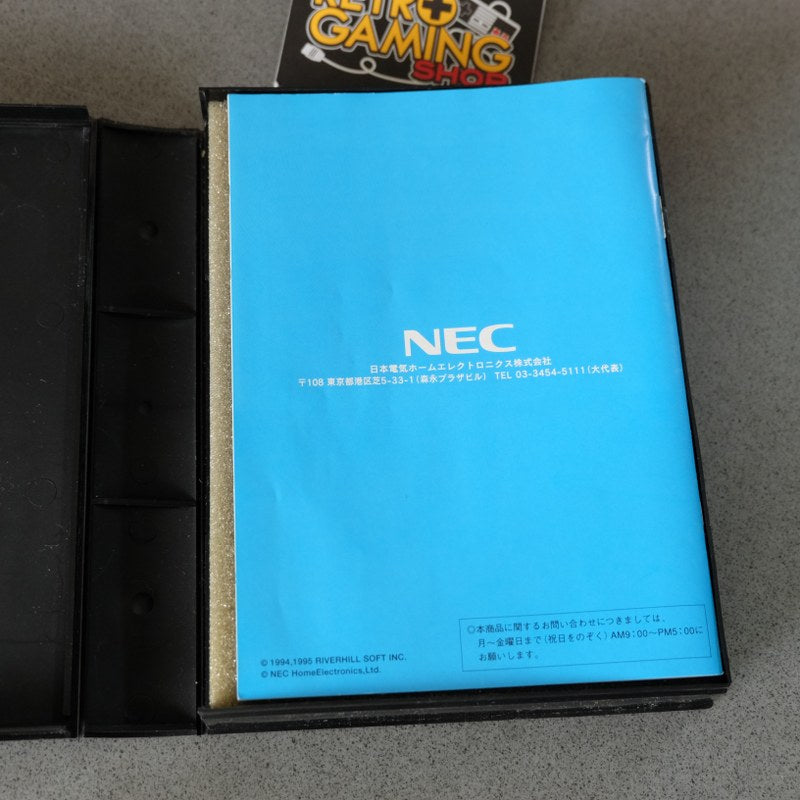 RETRO
GAMING
SHOP
NEC
日本電気ホームエレクトロニクス株式会社
〒108 東京都港区芝5-33-1(森永プラザビル) TEL 03-3454-5111(大代表)
◎本商品に関するお問い合わせにつきましては、
月～金曜日まで(祝日をのぞく)AM9:00～PM5:00に
お願いします。
©1994,1995 RIVERHILL SOFT INC.
©NEC HomeElectronics,Ltd.